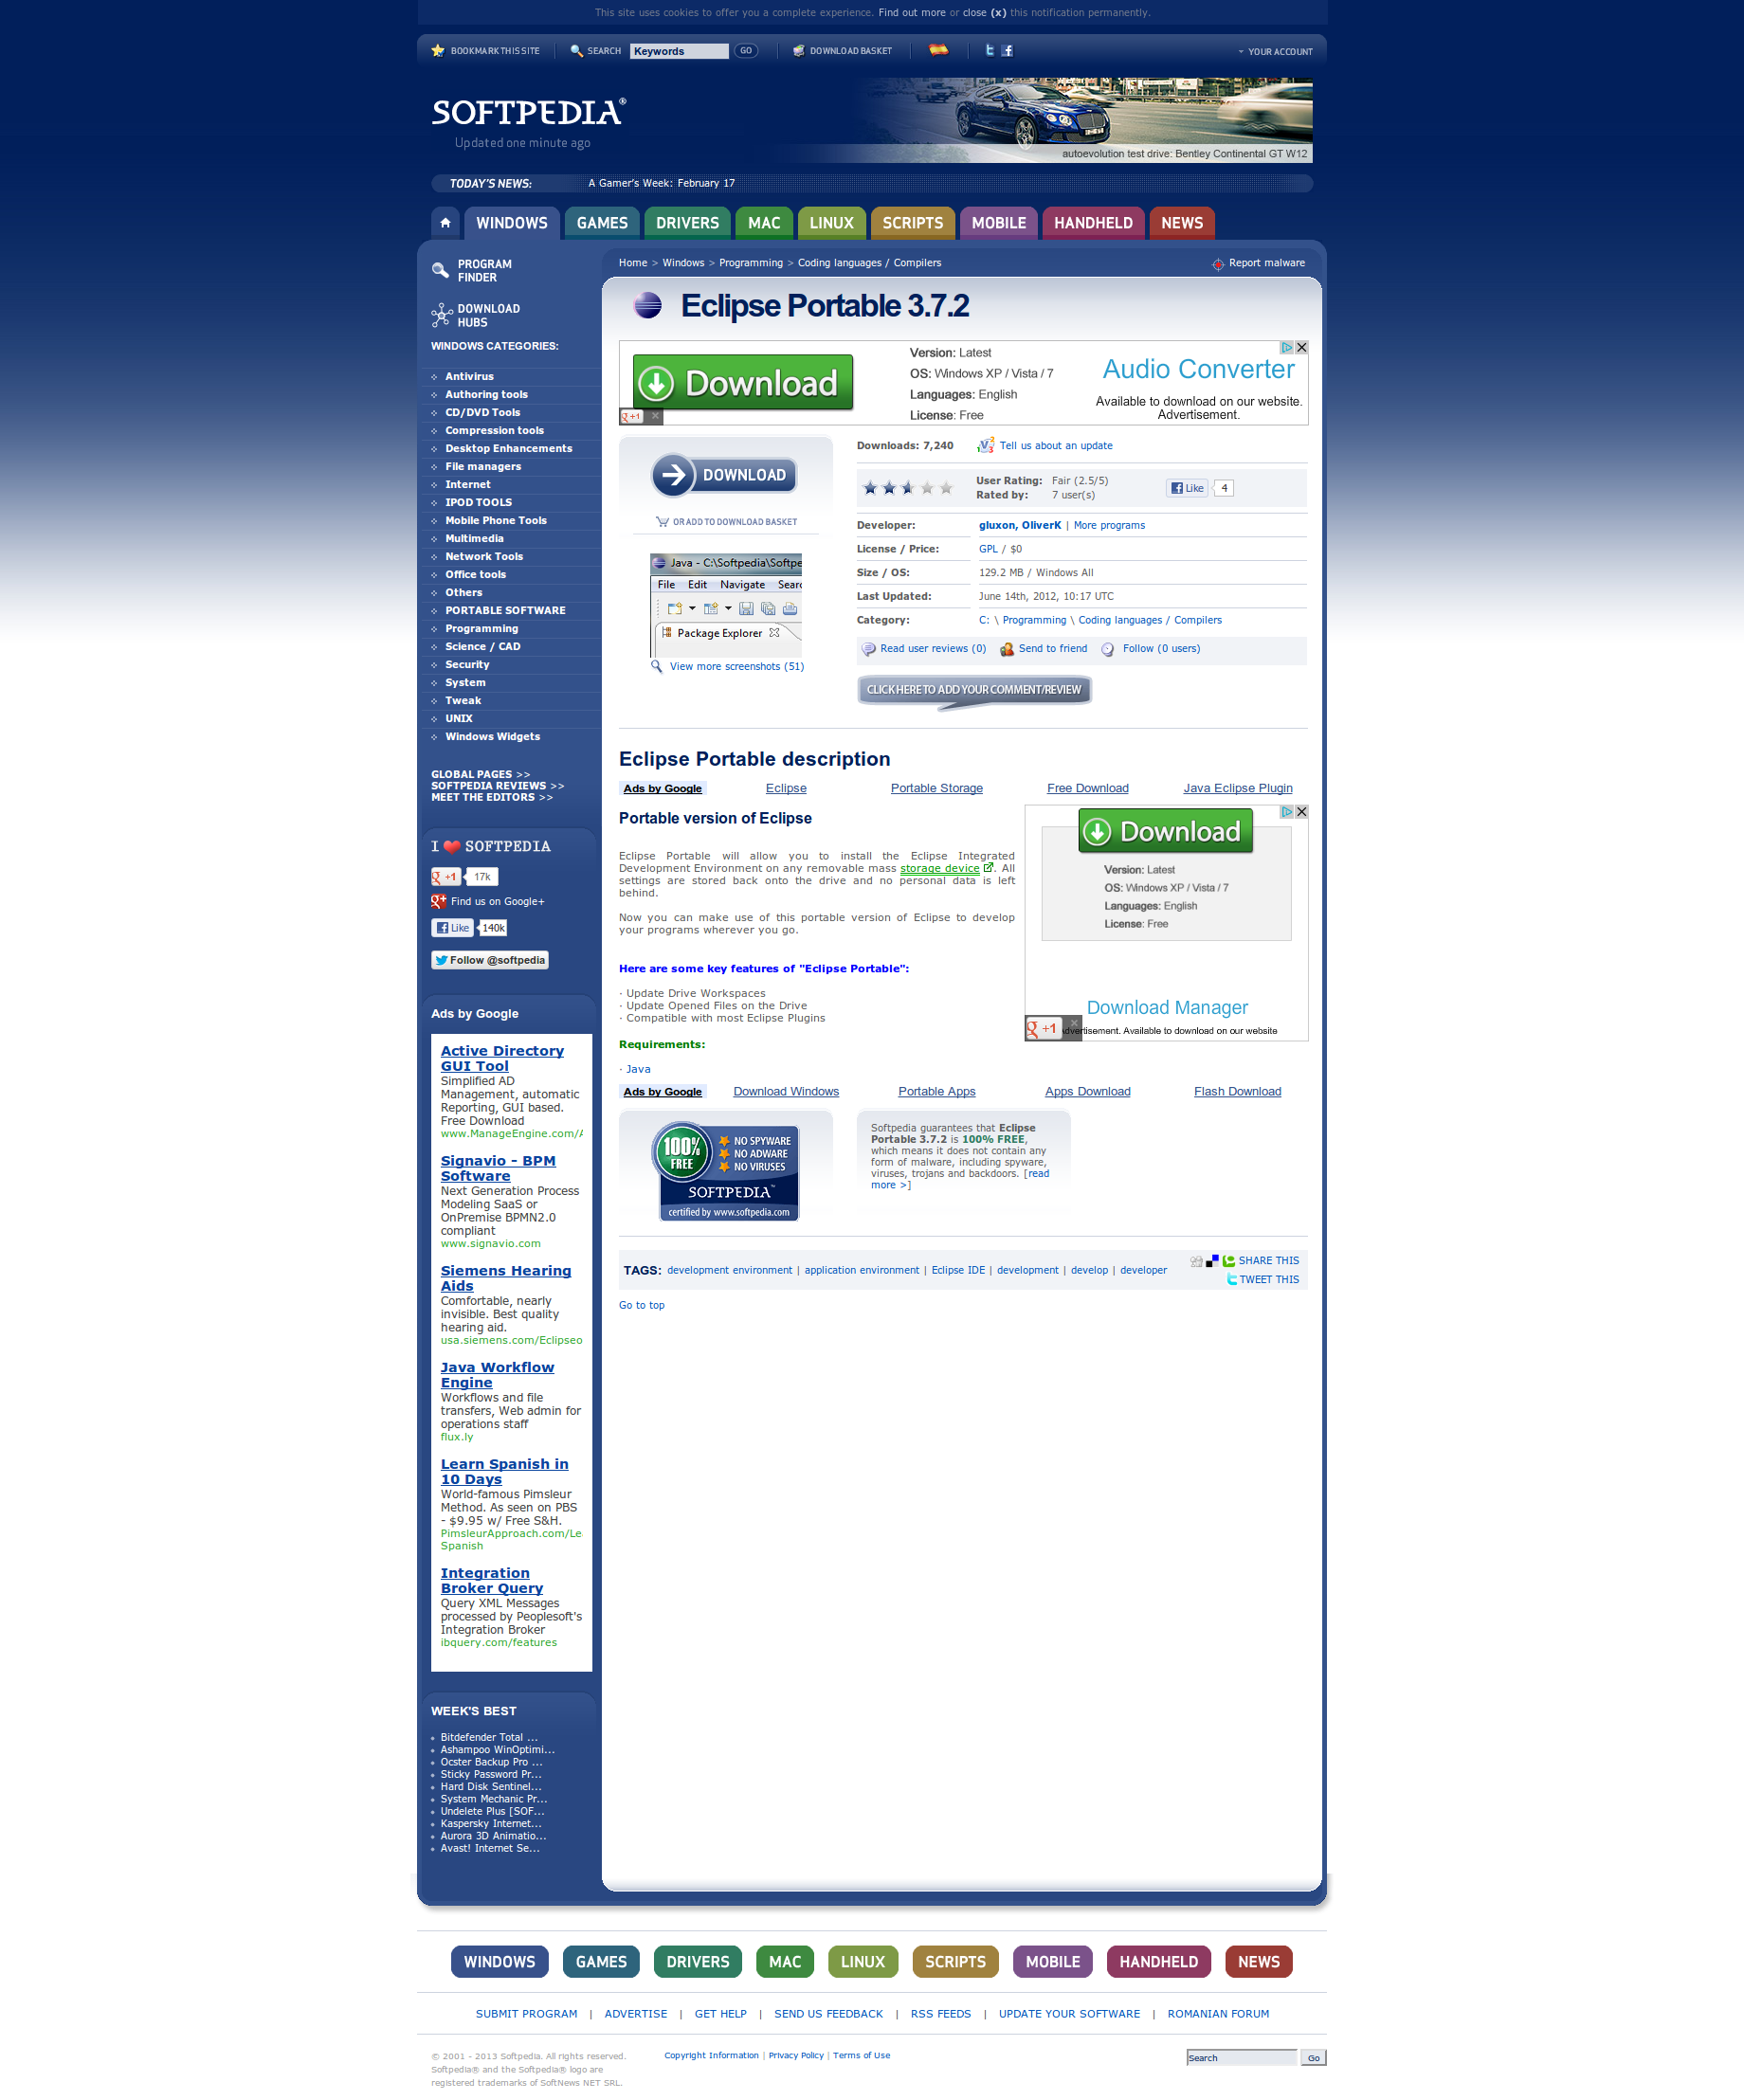 This site uses cookies to offer you a complete experience. Find out more or close (x) this notification permanently.
BOOKMARK THIS SITE
SEARCH
Keywords
GO
DOWNLOAD BASKET
YOUR ACCOUNT
SOFTPEDIA®
Updated one minute ago
autoevolution test drive: Bentley Continental GT W12
TODAY'S NEWS:
A Gamer's Week: February 17
WINDOWS
GAMES
DRIVERS
MAC
LINUX
SCRIPTS
MOBILE
HANDHELD
NEWS
PROGRAM
FINDER
DOWNLOAD
HUBS
WINDOWS CATEGORIES:
Antivirus
Authoring tools
CD/DVD Tools
Compression tools
Desktop Enhancements
File managers
Internet
IPOD TOOLS
Mobile Phone Tools
Multimedia
Network Tools
Office tools
Others
PORTABLE SOFTWARE
Programming
Science / CAD
Security
System
Tweak
UNIX
Windows Widgets
GLOBAL PAGES >>
SOFTPEDIA REVIEWS >>
MEET THE EDITORS >>
I SOFTPEDIA
g +1 17k
Find us on Google+
Like 140k
Follow @softpedia
Ads by Google
Active Directory
GUI Tool
Simplified AD
Management, automatic
Reporting, GUI based.
Free Download
www.ManageEngine.com/A
Signavio - BPM
Software
Next Generation Process
Modeling SaaS or
OnPremise BPMN2.0
compliant
www.signavio.com
Siemens Hearing
Aids
Comfortable, nearly
invisible. Best quality
hearing aid.
usa.siemens.com/Eclipseo
Java Workflow
Engine
Workflows and file
transfers, Web admin for
operations staff
flux.ly
Learn Spanish in
10 Days
World-famous Pimsleur
Method. As seen on PBS
- $9.95 w/ Free S&H.
PimsleurApproach.com/Le
Spanish
Integration
Broker Query
Query XML Messages
processed by Peoplesoft's
Integration Broker
ibquery.com/features
WEEK'S BEST
Bitdefender Total ...
Ashampoo WinOptimi...
Ocster Backup Pro ...
Sticky Password Pr...
Hard Disk Sentinel...
System Mechanic Pr...
Undelete Plus [SOF...
Kaspersky Internet...
Aurora 3D Animatio...
Avast! Internet Se...
Home > Windows > Programming > Coding languages / Compilers
Report malware
Eclipse Portable 3.7.2
Download
g +1
Version: Latest
OS: Windows XP / Vista / 7
Languages: English
License: Free
Audio Converter
Available to download on our website.
Advertisement.
DOWNLOAD
OR ADD TO DOWNLOAD BASKET
Java - C:\Softpedia\Softpe
File Edit Navigate Searc
Package Explorer
View more screenshots (51)
Downloads: 7,240
Tell us about an update
User Rating: Fair (2.5/5)
Rated by: 7 user(s)
Like 4
Developer: gluxon, OliverK | More programs
License / Price: GPL / $0
Size / OS: 129.2 MB / Windows All
Last Updated: June 14th, 2012, 10:17 UTC
Category: C: \ Programming \ Coding languages / Compilers
Read user reviews (0)
Send to friend
Follow (0 users)
CLICK HERE TO ADD YOUR COMMENT/REVIEW
Eclipse Portable description
Ads by Google Eclipse Portable Storage Free Download Java Eclipse Plugin
Portable version of Eclipse
Eclipse Portable will allow you to install the Eclipse Integrated
Development Environment on any removable mass storage device . All
settings are stored back onto the drive and no personal data is left
behind.
Now you can make use of this portable version of Eclipse to develop
your programs wherever you go.
Here are some key features of "Eclipse Portable":
· Update Drive Workspaces
· Update Opened Files on the Drive
· Compatible with most Eclipse Plugins
Requirements:
· Java
Download
Version: Latest
OS: Windows XP / Vista / 7
Languages: English
License: Free
Download Manager
g +1
dvertisement. Available to download on our website
Ads by Google Download Windows Portable Apps Apps Download Flash Download
100%
FREE
NO SPYWARE
NO ADWARE
NO VIRUSES
SOFTPEDIA
certified by www.softpedia.com
Softpedia guarantees that Eclipse
Portable 3.7.2 is 100% FREE,
which means it does not contain any
form of malware, including spyware,
viruses, trojans and backdoors. [read
more >]
TAGS: development environment | application environment | Eclipse IDE | development | develop | developer
SHARE THIS
TWEET THIS
Go to top
WINDOWS
GAMES
DRIVERS
MAC
LINUX
SCRIPTS
MOBILE
HANDHELD
NEWS
SUBMIT PROGRAM | ADVERTISE | GET HELP | SEND US FEEDBACK | RSS FEEDS | UPDATE YOUR SOFTWARE | ROMANIAN FORUM
© 2001 - 2013 Softpedia. All rights reserved.
Softpedia® and the Softpedia® logo are
registered trademarks of SoftNews NET SRL.
Copyright Information | Privacy Policy | Terms of Use
Search
Go